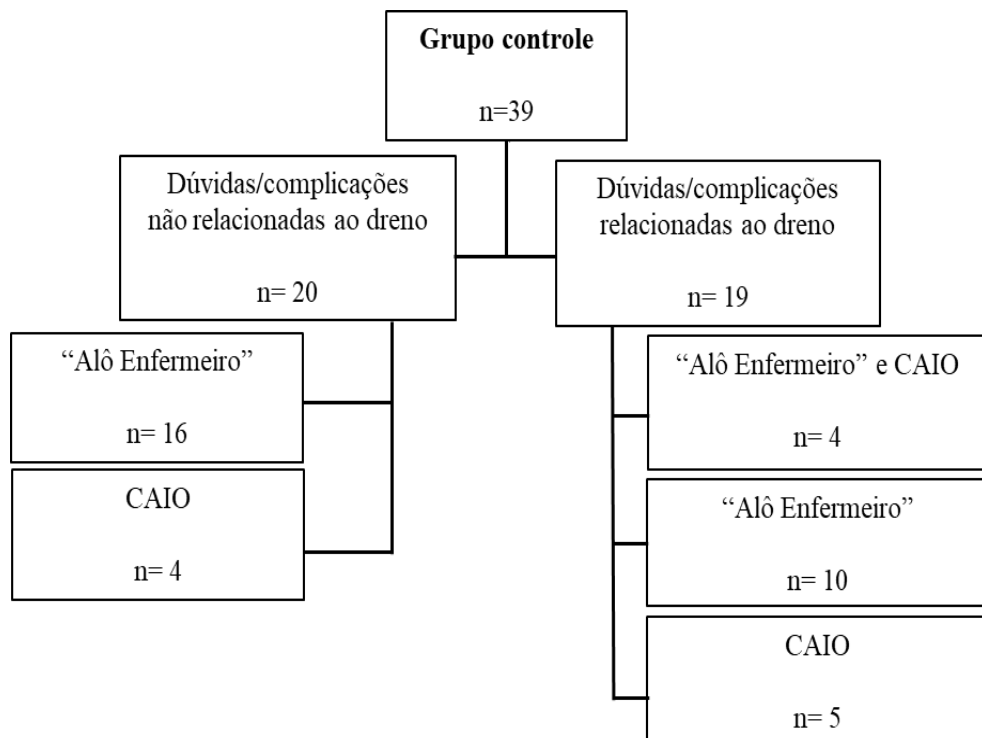 Grupo controle
n=39
Dúvidas/complicações
não relacionadas ao dreno
n= 20
Dúvidas/complicações
relacionadas ao dreno
n= 19
“Alô Enfermeiro”
n= 16
CAIO
n= 4
“Alô Enfermeiro” e CAIO
n= 4
“Alô Enfermeiro”
n= 10
CAIO
n= 5